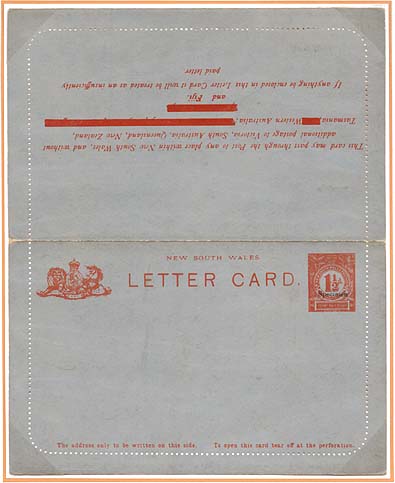 This card may pass through the Post to any place within New South Wales, and without
additional postage to Victoria, South Australia, Queensland, New Zealand,
Tasmania Western Australia,
and Fiji.
If anything be enclosed in this Letter Card it will be treated as an insufficiently
paid letter
NEW SOUTH WALES
LETTER CARD.
1½
Specimen
The address only to be written on this side. To open this card tear off at the perforation.